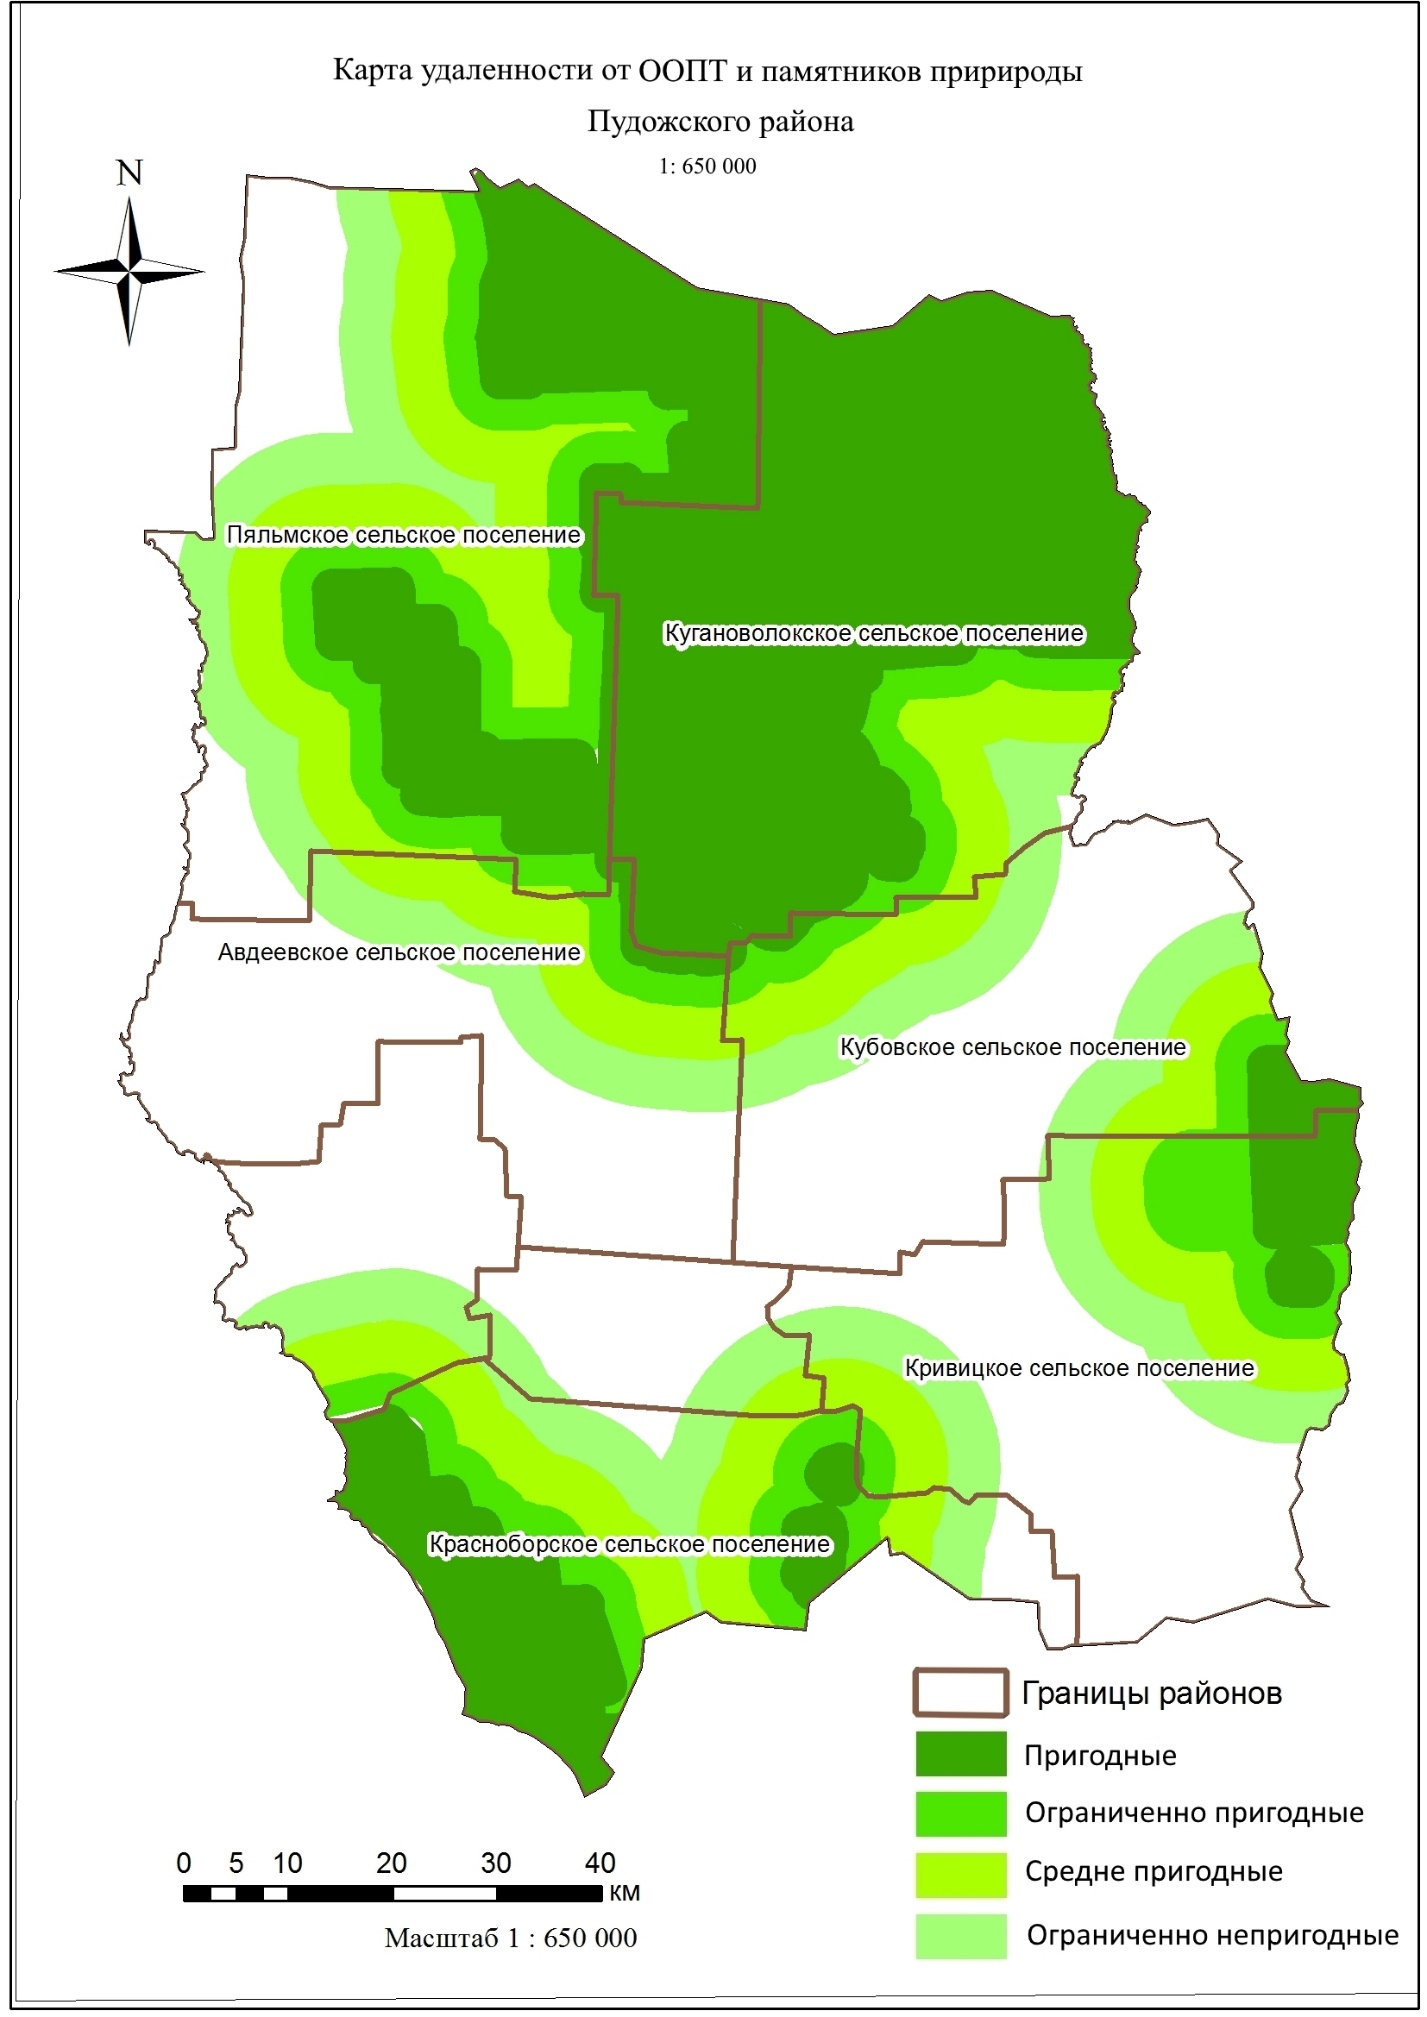 Карта удаленности от ООПТ и памятников пририроды
Пудожского района
1: 650 000
N
Пяльмское сельское поселение
Кугановолокское сельское поселение
Авдеевское сельское поселение
Кубовское сельское поселение
Кривицкое сельское поселение
Красноборское сельское поселение
Границы районов
Пригодные
Ограниченно пригодные
Средне пригодные
Ограниченно непригодные
0 5 10 20 30 40
км
Масштаб 1 : 650 000